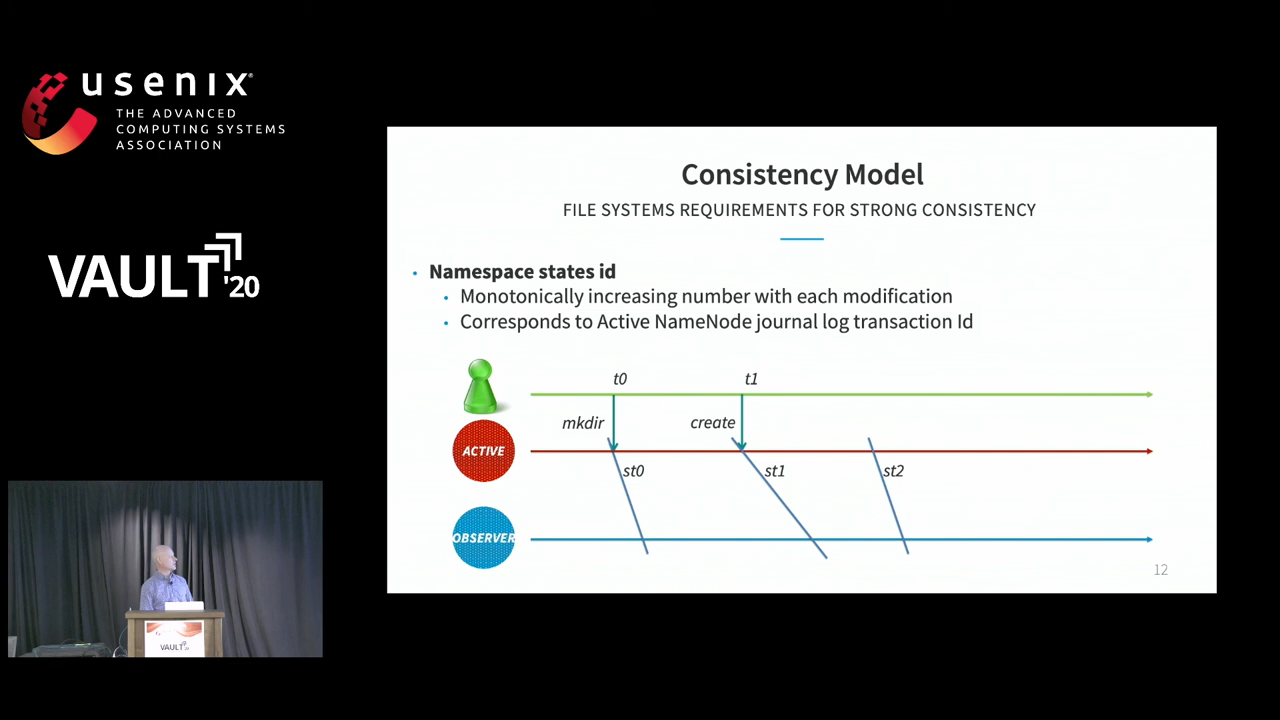 usenix
THE ADVANCED
COMPUTING SYSTEMS
ASSOCIATION
VAULT '20
Consistency Model
FILE SYSTEMS REQUIREMENTS FOR STRONG CONSISTENCY
• Namespace states id
• Monotonically increasing number with each modification
• Corresponds to Active NameNode journal log transaction Id
t0
t1
mkdir
create
ACTIVE
st0
st1
st2
OBSERVER
12
VAULT '20